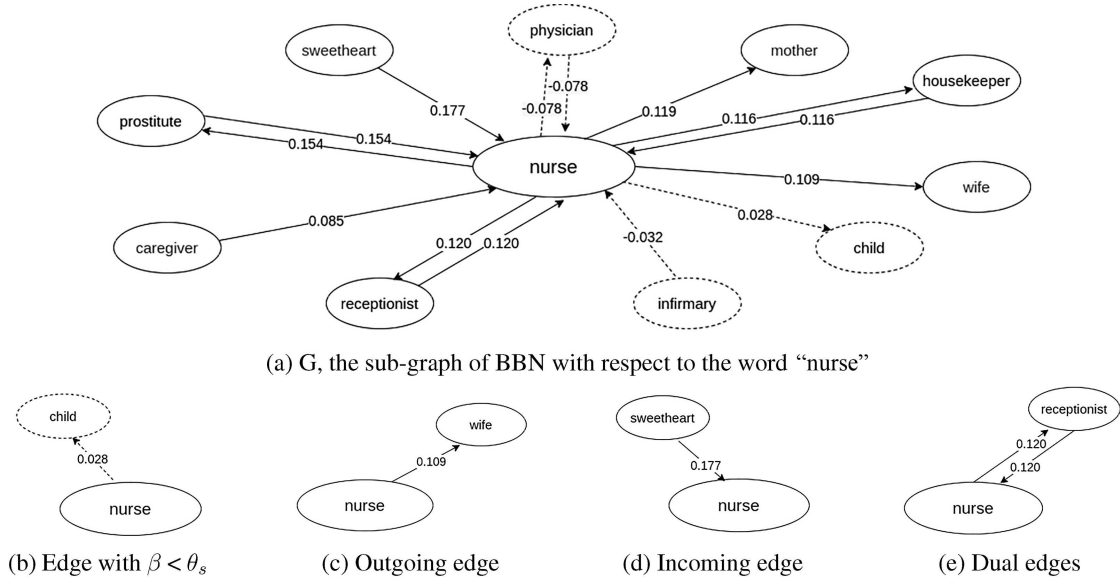 physician
sweetheart
mother
housekeeper
-0.078
-0.078
0.177
0.119
0.116
0.116
prostitute
0.154
0.154
nurse
0.109
wife
0.085
0.028
caregiver
0.120
0.120
-0.032
child
receptionist
infirmary
(a) G, the sub-graph of BBN with respect to the word “nurse”
child
0.028
nurse
(b) Edge with β < θs
wife
0.109
nurse
(c) Outgoing edge
sweetheart
0.177
nurse
(d) Incoming edge
receptionist
0.120
0.120
nurse
(e) Dual edges